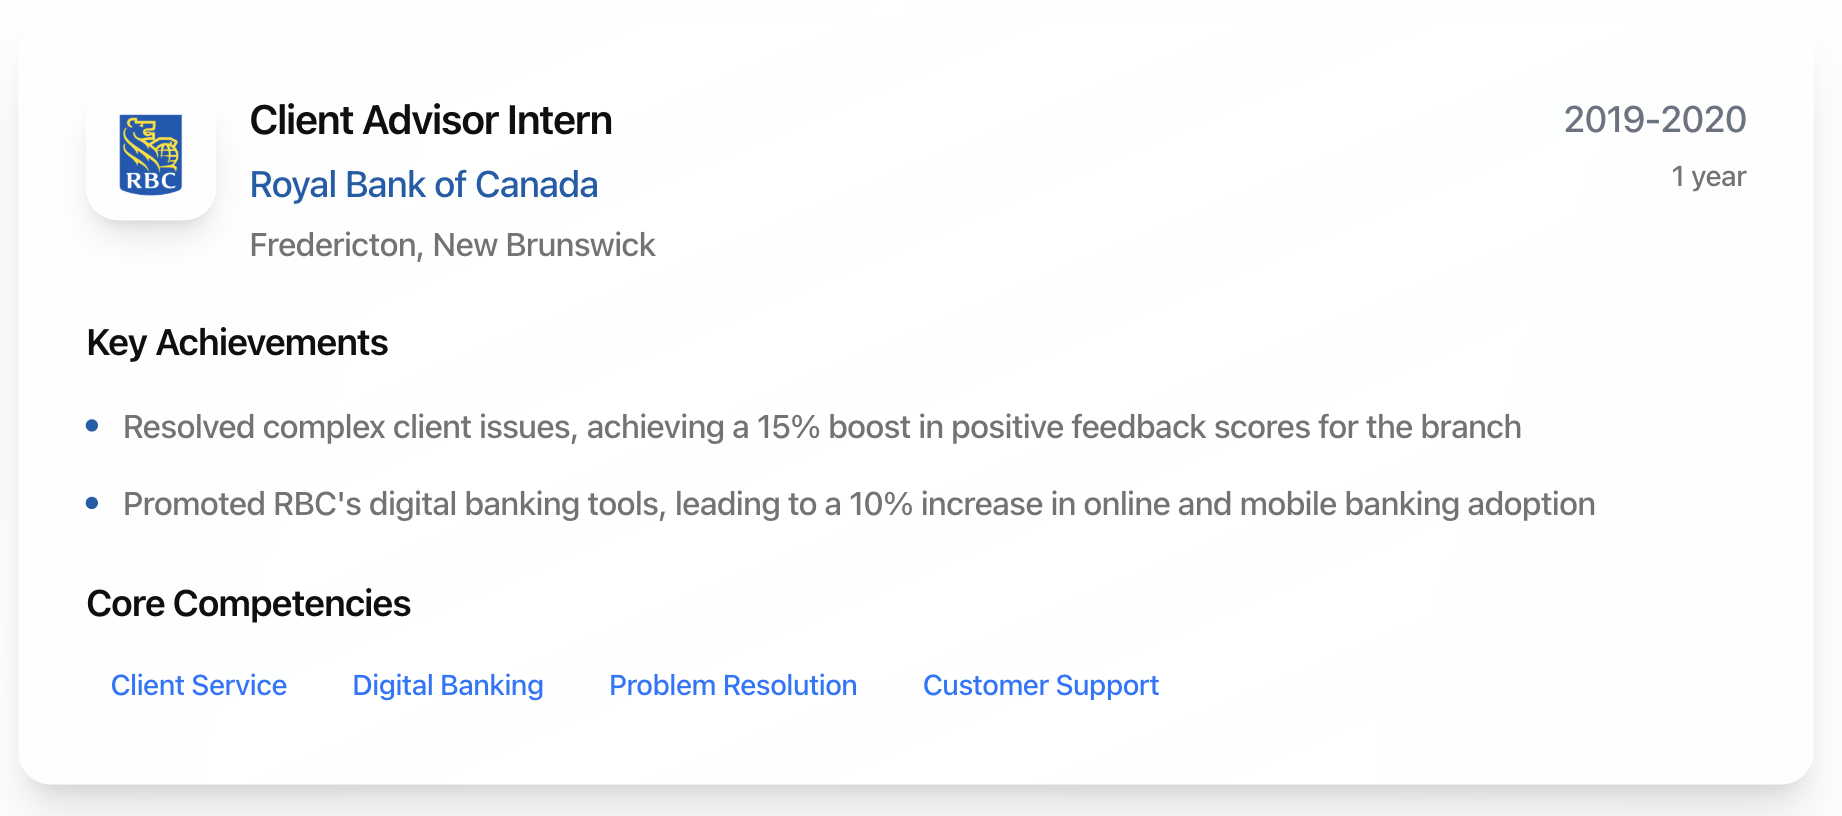 RBC
Client Advisor Intern
2019-2020
Royal Bank of Canada
1 year
Fredericton, New Brunswick
Key Achievements
Resolved complex client issues, achieving a 15% boost in positive feedback scores for the branch
Promoted RBC's digital banking tools, leading to a 10% increase in online and mobile banking adoption
Core Competencies
Client Service Digital Banking Problem Resolution Customer Support